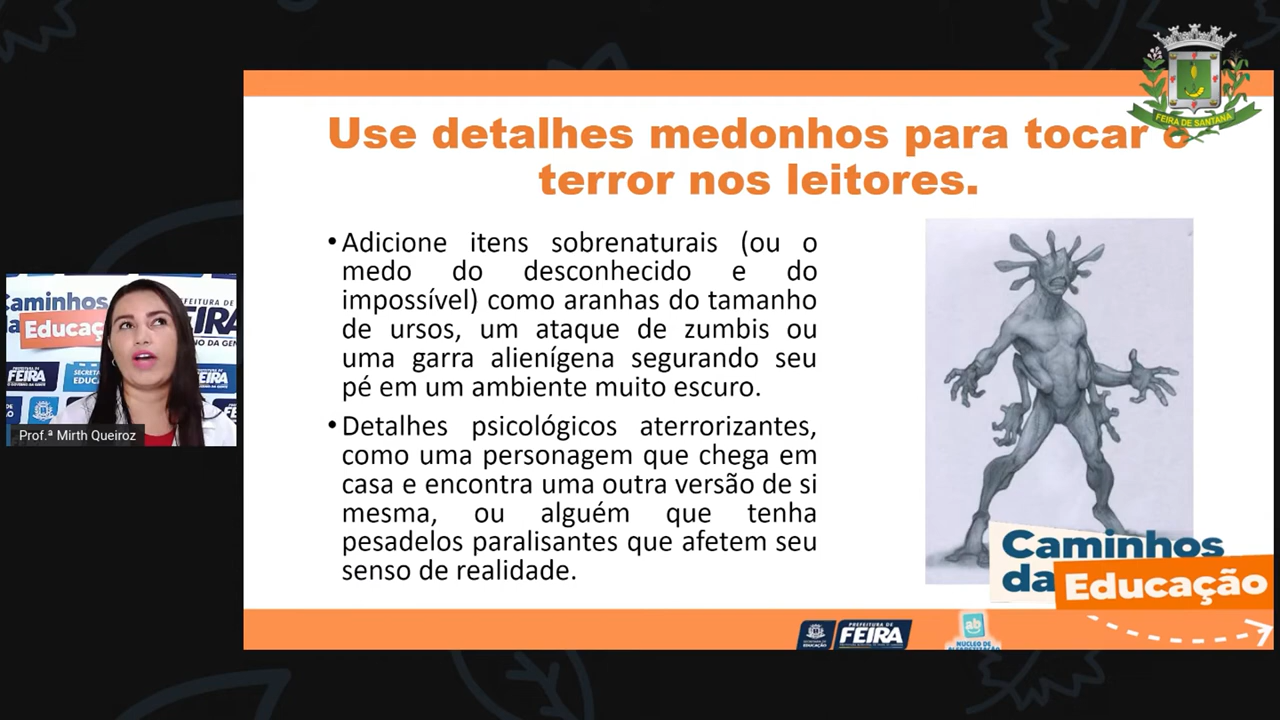 FEIRA DE SANTANA
Use detalhes medonhos para tocar o
terror nos leitores.
•Adicione itens sobrenaturais (ou o
medo do desconhecido e do
impossível) como aranhas do tamanho
de ursos, um ataque de zumbis ou
uma garra alienígena segurando seu
pé em um ambiente muito escuro.
•Detalhes psicológicos aterrorizantes,
como uma personagem que chega em
casa e encontra uma outra versão de si
mesma, ou alguém que tenha
pesadelos paralisantes que afetem seu
senso de realidade.
Prof.ª Mirth Queiroz
Caminhos
da Educação
PREFEITURA DE
FEIRA
ab
NÚCLEO DE